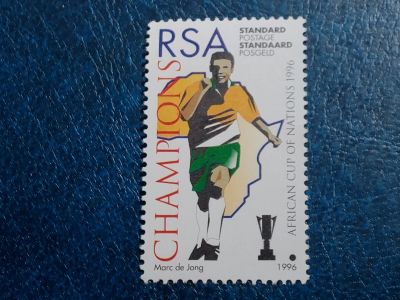 RSA
STANDARD
POSTAGE
STANDAARD
POSGELD
CHAMPIONS
AFRICAN CUP OF NATIONS 1996
Marc de Jong
1996